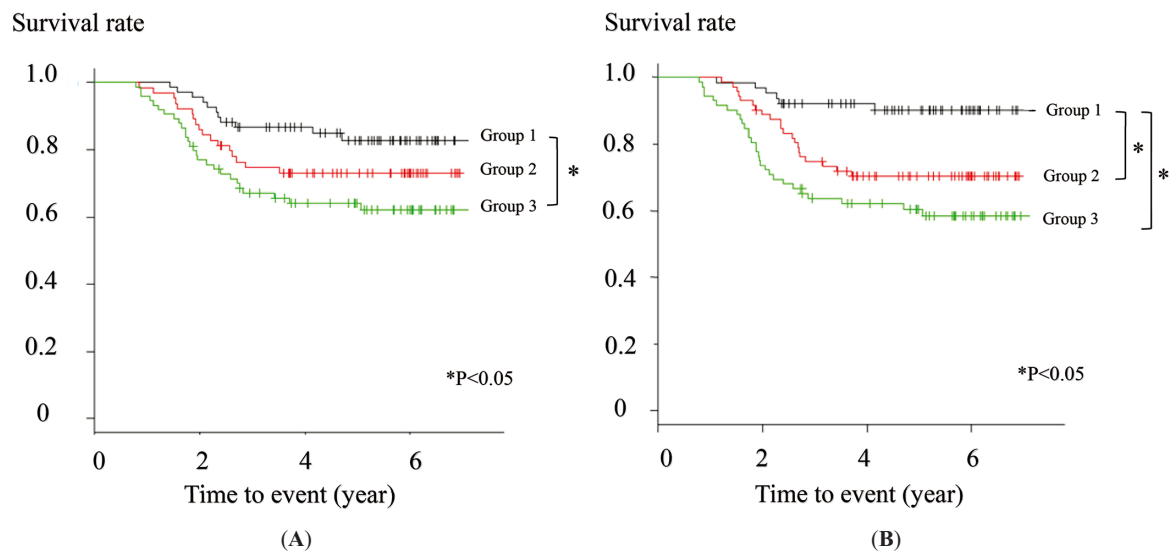 Survival rate
1.0
0.8
0.6
0.4
0.2
0
Group 1
Group 2
Group 3
*
*P<0.05
0 2 4 6
Time to event (year)
(A)
Survival rate
1.0
0.8
0.6
0.4
0.2
0
Group 1
Group 2
Group 3
*
*
*P<0.05
0 2 4 6
Time to event (year)
(B)